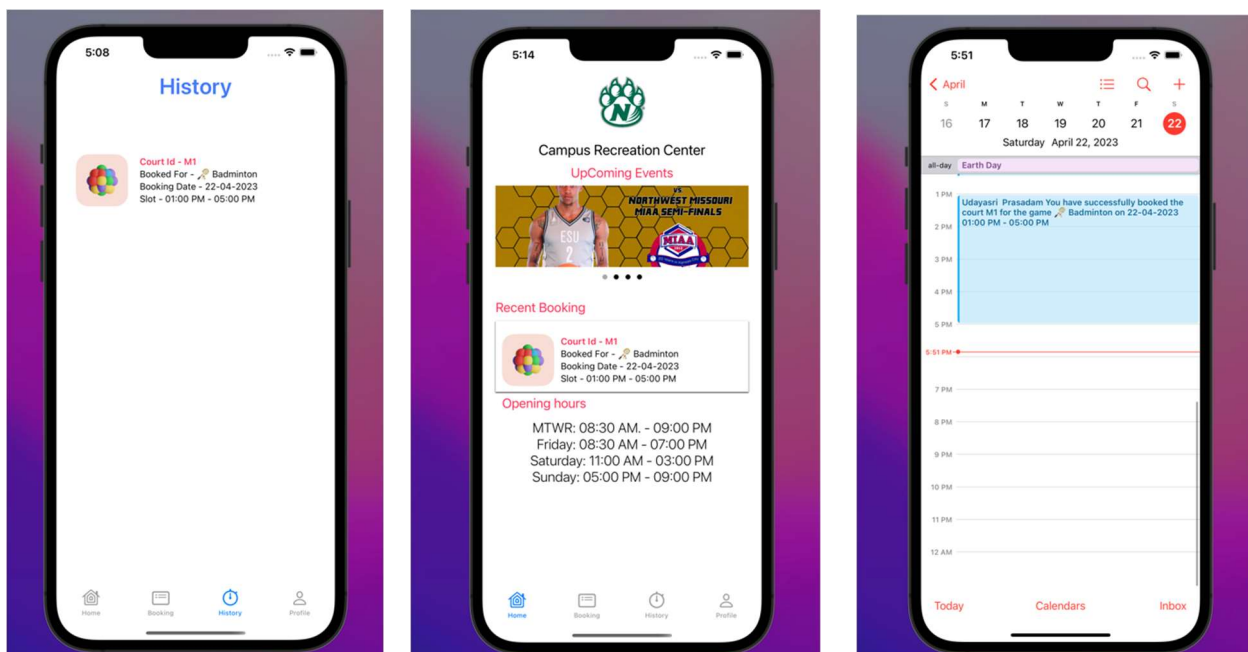 5:08
History
Court Id - M1
Booked For - 🏸 Badminton
Booking Date - 22-04-2023
Slot - 01:00 PM - 05:00 PM
Home
Booking
History
Profile
5:14
N
Campus Recreation Center
UpComing Events
VS
NORTHWEST MISSOURI
MIAA SEMI-FINALS
ESU
2
MIAA
Recent Booking
Court Id - M1
Booked For - 🏸 Badminton
Booking Date - 22-04-2023
Slot - 01:00 PM - 05:00 PM
Opening hours
MTWR: 08:30 AM. - 09:00 PM
Friday: 08:30 AM - 07:00 PM
Saturday: 11:00 AM - 03:00 PM
Sunday: 05:00 PM - 09:00 PM
Home
Booking
History
Profile
5:51
April
S M T W T F S
16 17 18 19 20 21 22
Saturday April 22, 2023
all-day Earth Day
1 PM
Udayasri Prasadam You have successfully booked the
court M1 for the game 🏸 Badminton on 22-04-2023
01:00 PM - 05:00 PM
2 PM
3 PM
4 PM
5 PM
5:51 PM
7 PM
8 PM
9 PM
10 PM
11 PM
12 AM
Today
Calendars
Inbox